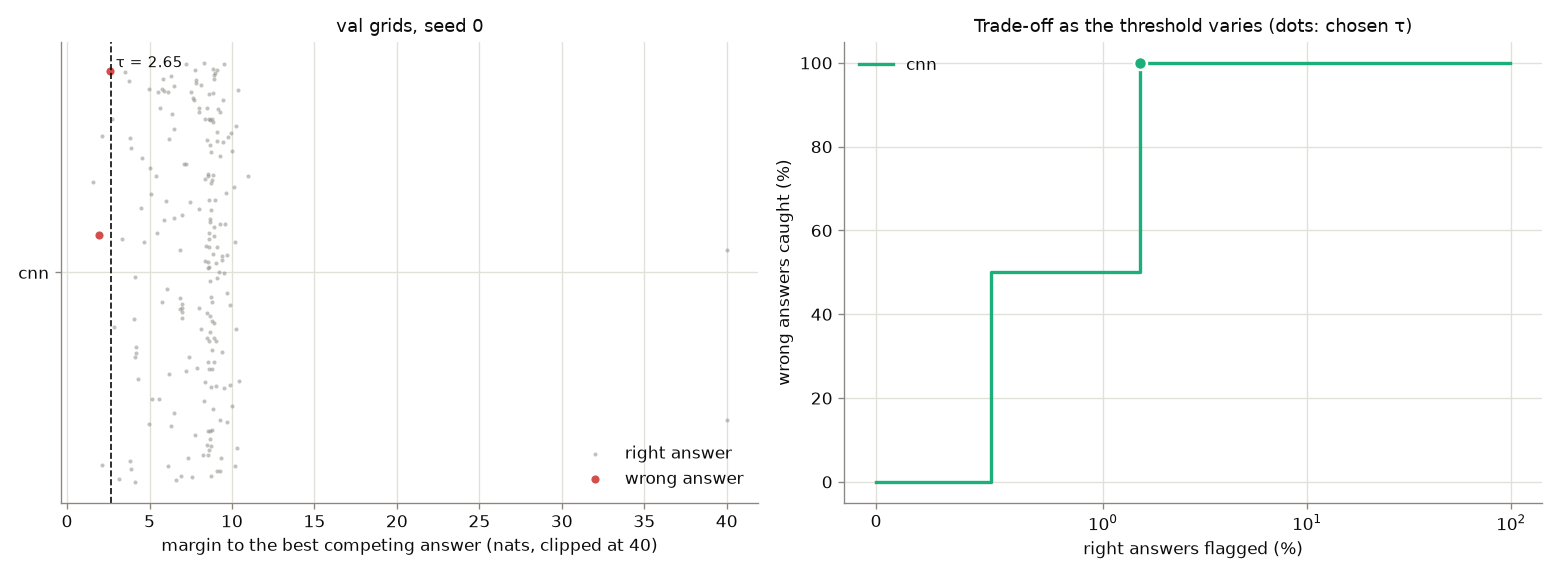 val grids, seed 0
τ = 2.65
cnn
right answer
wrong answer
0 5 10 15 20 25 30 35 40
margin to the best competing answer (nats, clipped at 40)
Trade-off as the threshold varies (dots: chosen τ)
cnn
100
80
60
40
20
0
wrong answers caught (%)
0 10⁰ 10¹ 10²
right answers flagged (%)